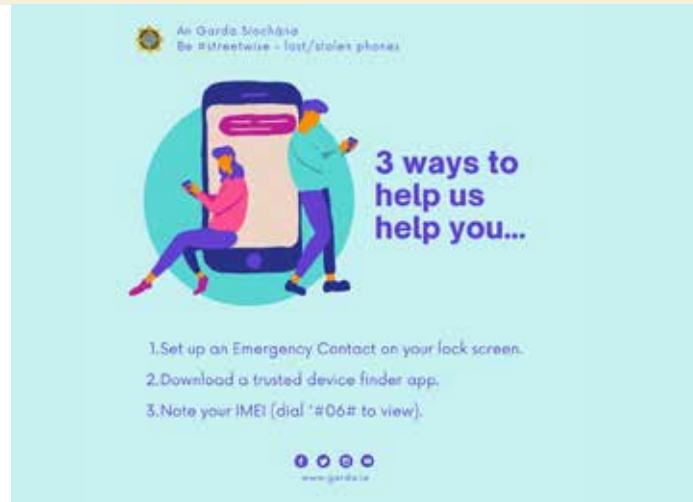 An Garda Síochána
Be #streetwise - lost/stolen phones
3 ways to
help us
help you...
1.Set up an Emergency Contact on your lock screen.
2.Download a trusted device finder app.
3.Note your IMEI (dial *#06# to view).
www.garda.ie